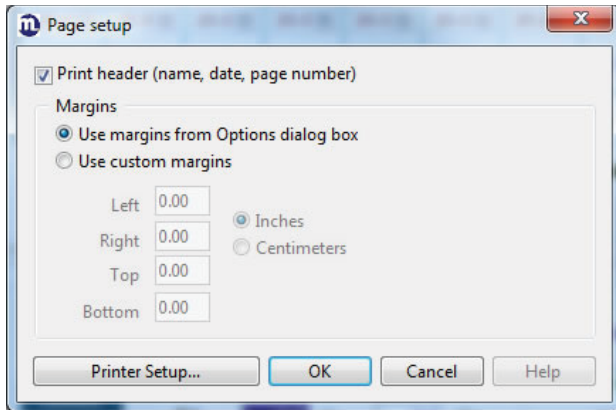 m Page setup
Print header (name, date, page number)
Margins
Use margins from Options dialog box
Use custom margins
Left 0.00
Inches
Right 0.00
Centimeters
Top 0.00
Bottom 0.00
Printer Setup... OK Cancel Help